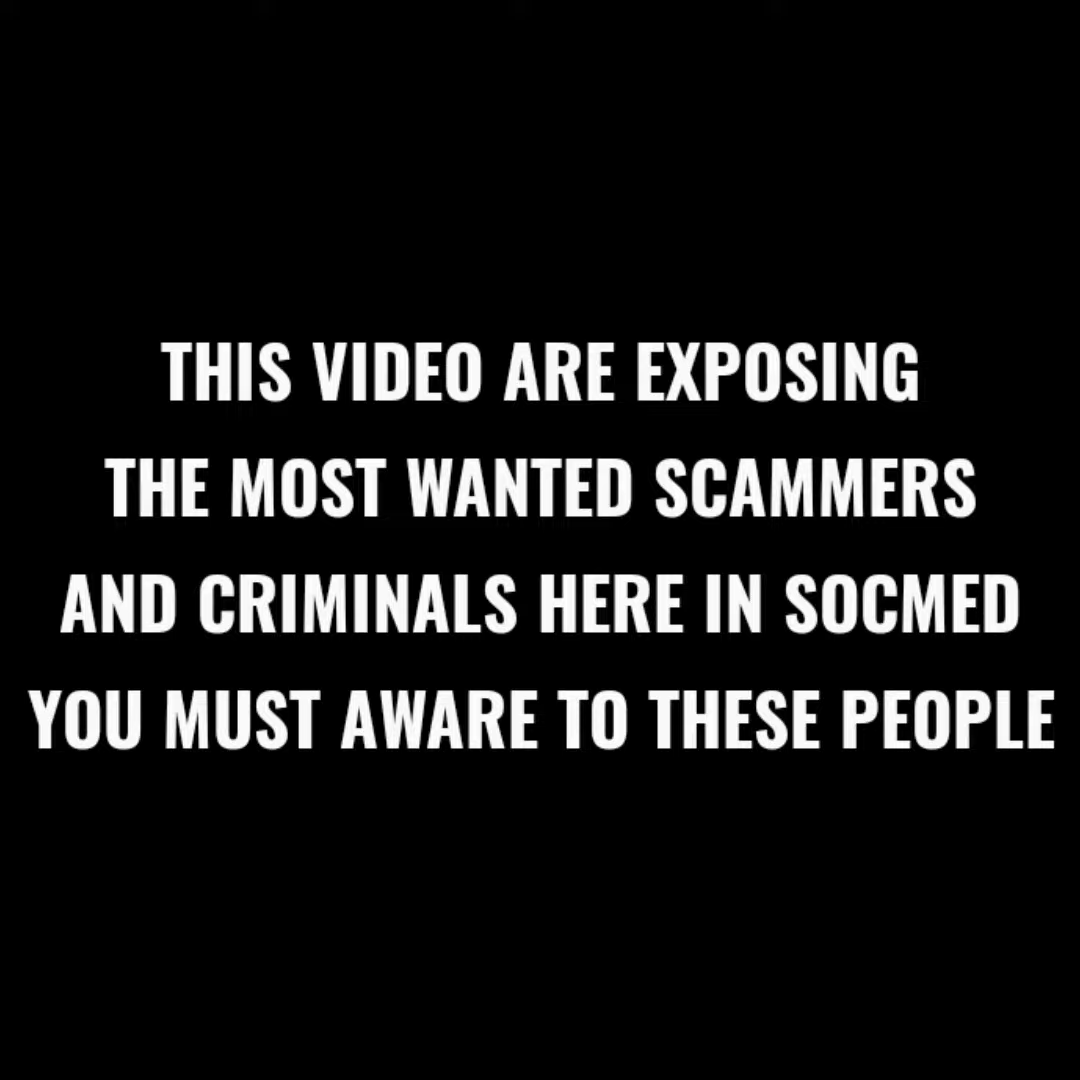 THIS VIDEO ARE EXPOSING
THE MOST WANTED SCAMMERS
AND CRIMINALS HERE IN SOCMED
YOU MUST AWARE TO THESE PEOPLE